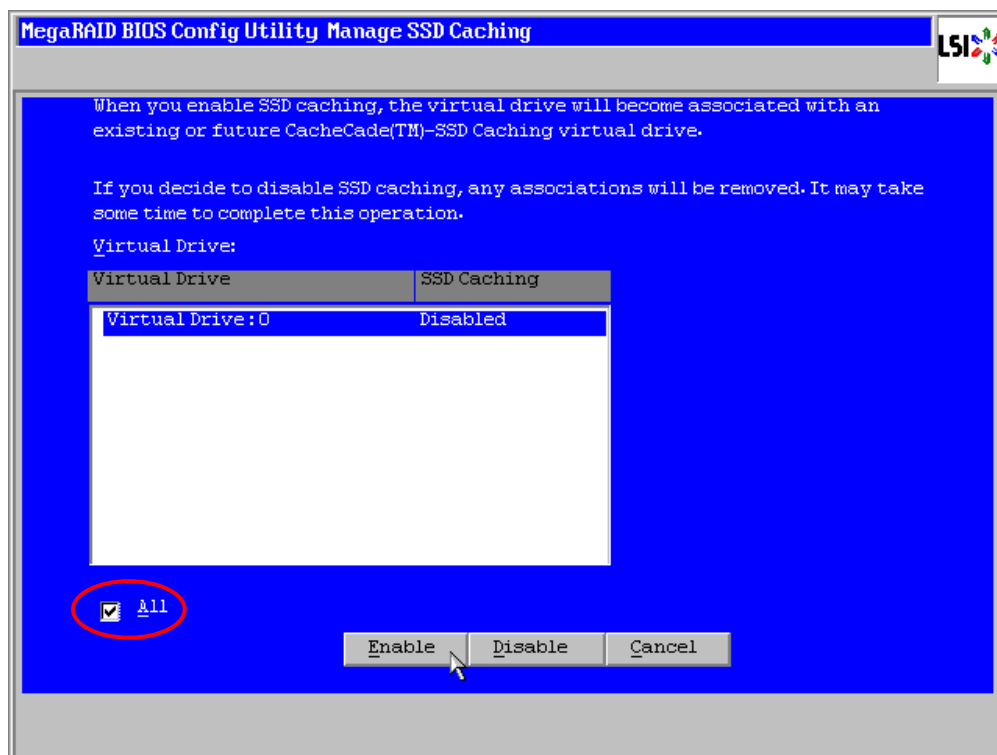 MegaRAID BIOS Config Utility Manage SSD Caching
LSI
When you enable SSD caching, the virtual drive will become associated with an
existing or future CacheCade(TM)-SSD Caching virtual drive.
If you decide to disable SSD caching, any associations will be removed. It may take
some time to complete this operation.
Virtual Drive:
Virtual Drive SSD Caching
Virtual Drive:0 Disabled
All
Enable Disable Cancel